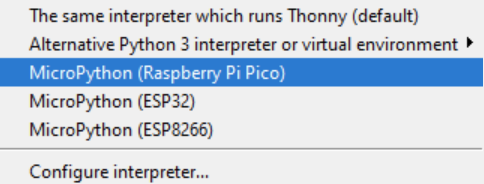 The same interpreter which runs Thonny (default)
Alternative Python 3 interpreter or virtual environment
MicroPython (Raspberry Pi Pico)
MicroPython (ESP32)
MicroPython (ESP8266)
Configure interpreter...